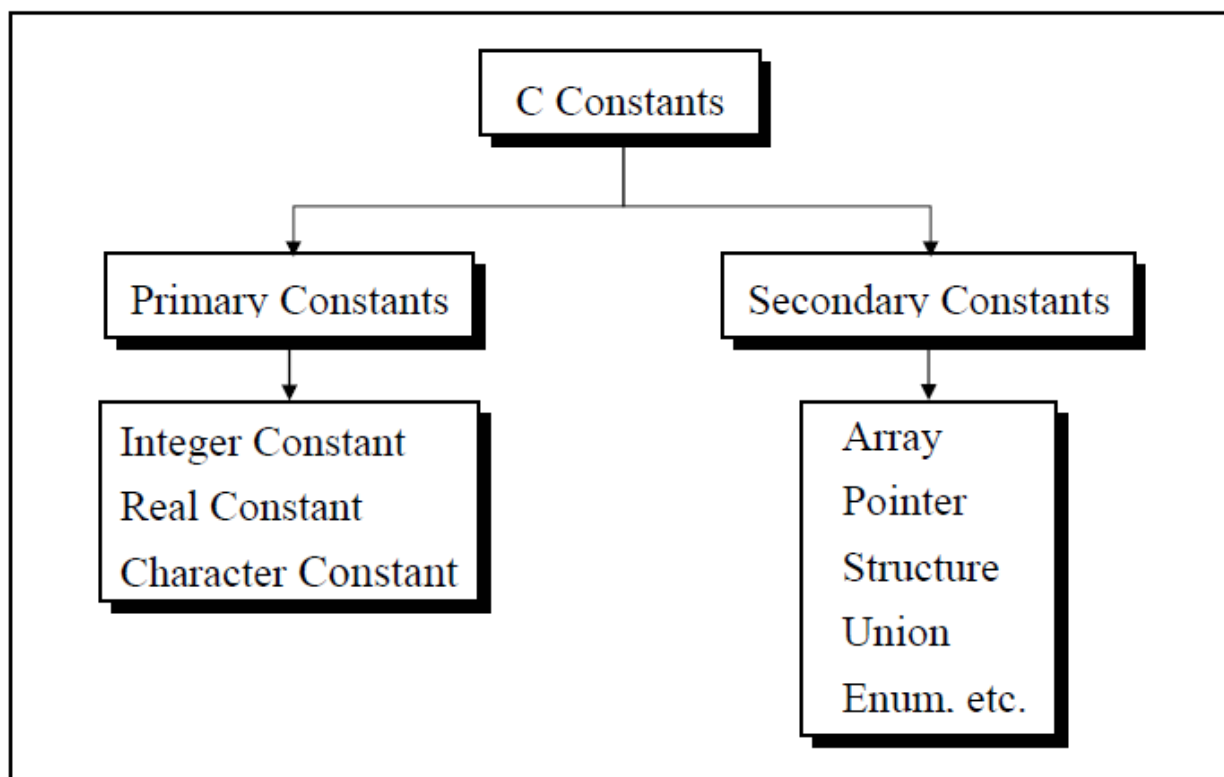 C Constants
Primary Constants
Secondary Constants
Integer Constant
Real Constant
Character Constant
Array
Pointer
Structure
Union
Enum. etc.